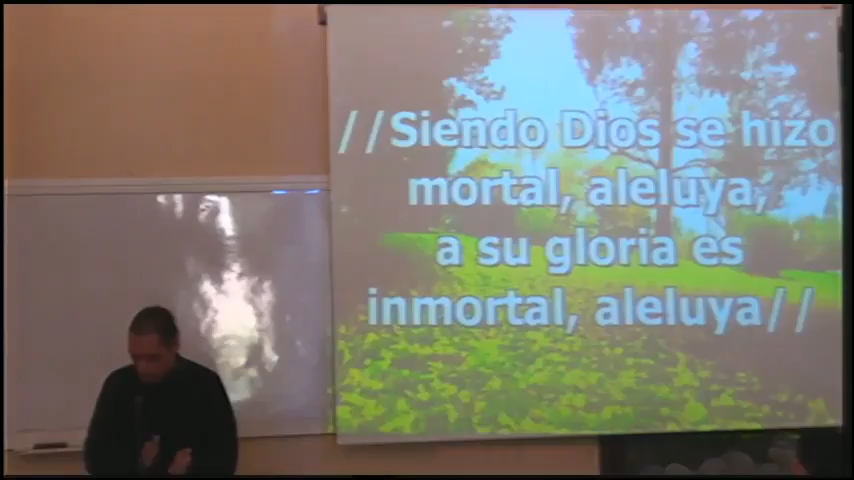 //Siendo Dios se hizo
mortal, aleluya,
a su gloria es
inmortal, aleluya//